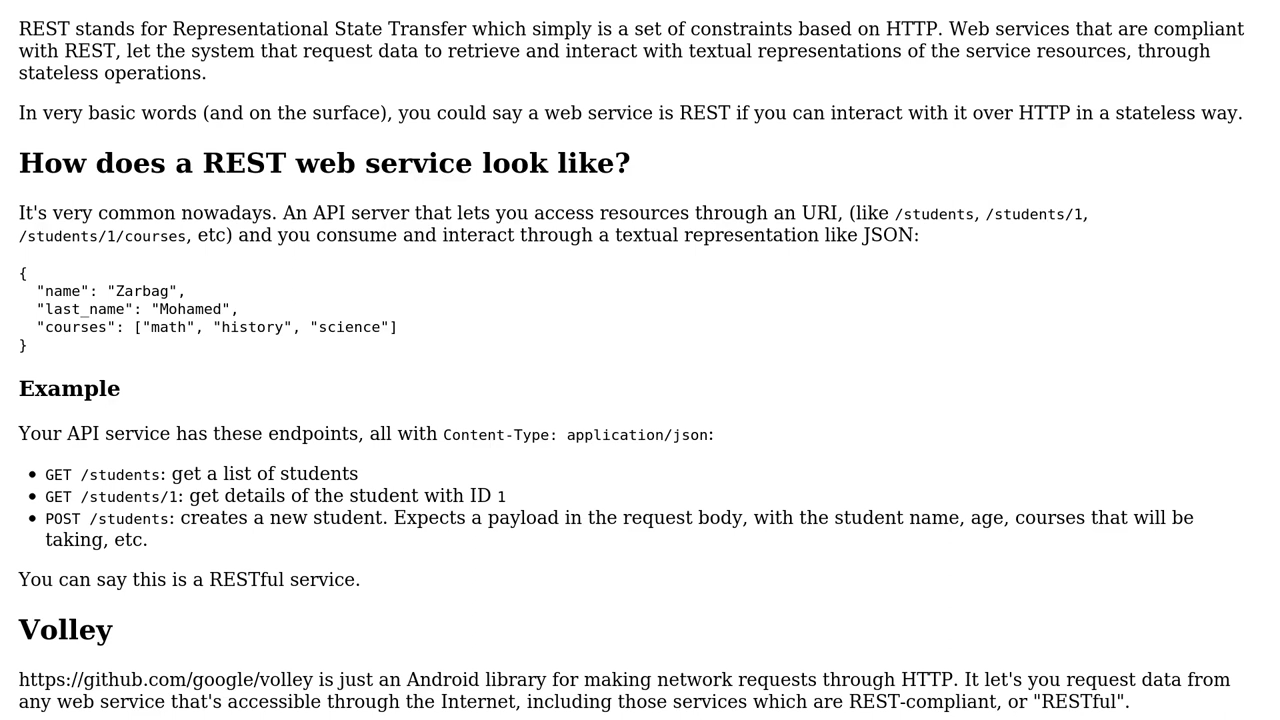 REST stands for Representational State Transfer which simply is a set of constraints based on HTTP. Web services that are compliant
with REST, let the system that request data to retrieve and interact with textual representations of the service resources, through
stateless operations.
In very basic words (and on the surface), you could say a web service is REST if you can interact with it over HTTP in a stateless way.
How does a REST web service look like?
It's very common nowadays. An API server that lets you access resources through an URI, (like /students, /students/1,
/students/1/courses, etc) and you consume and interact through a textual representation like JSON:
{
  "name": "Zarbag",
  "last_name": "Mohamed",
  "courses": ["math", "history", "science"]
}
Example
Your API service has these endpoints, all with Content-Type: application/json:
• GET /students: get a list of students
• GET /students/1: get details of the student with ID 1
• POST /students: creates a new student. Expects a payload in the request body, with the student name, age, courses that will be
taking, etc.
You can say this is a RESTful service.
Volley
https://github.com/google/volley is just an Android library for making network requests through HTTP. It let's you request data from
any web service that's accessible through the Internet, including those services which are REST-compliant, or "RESTful".